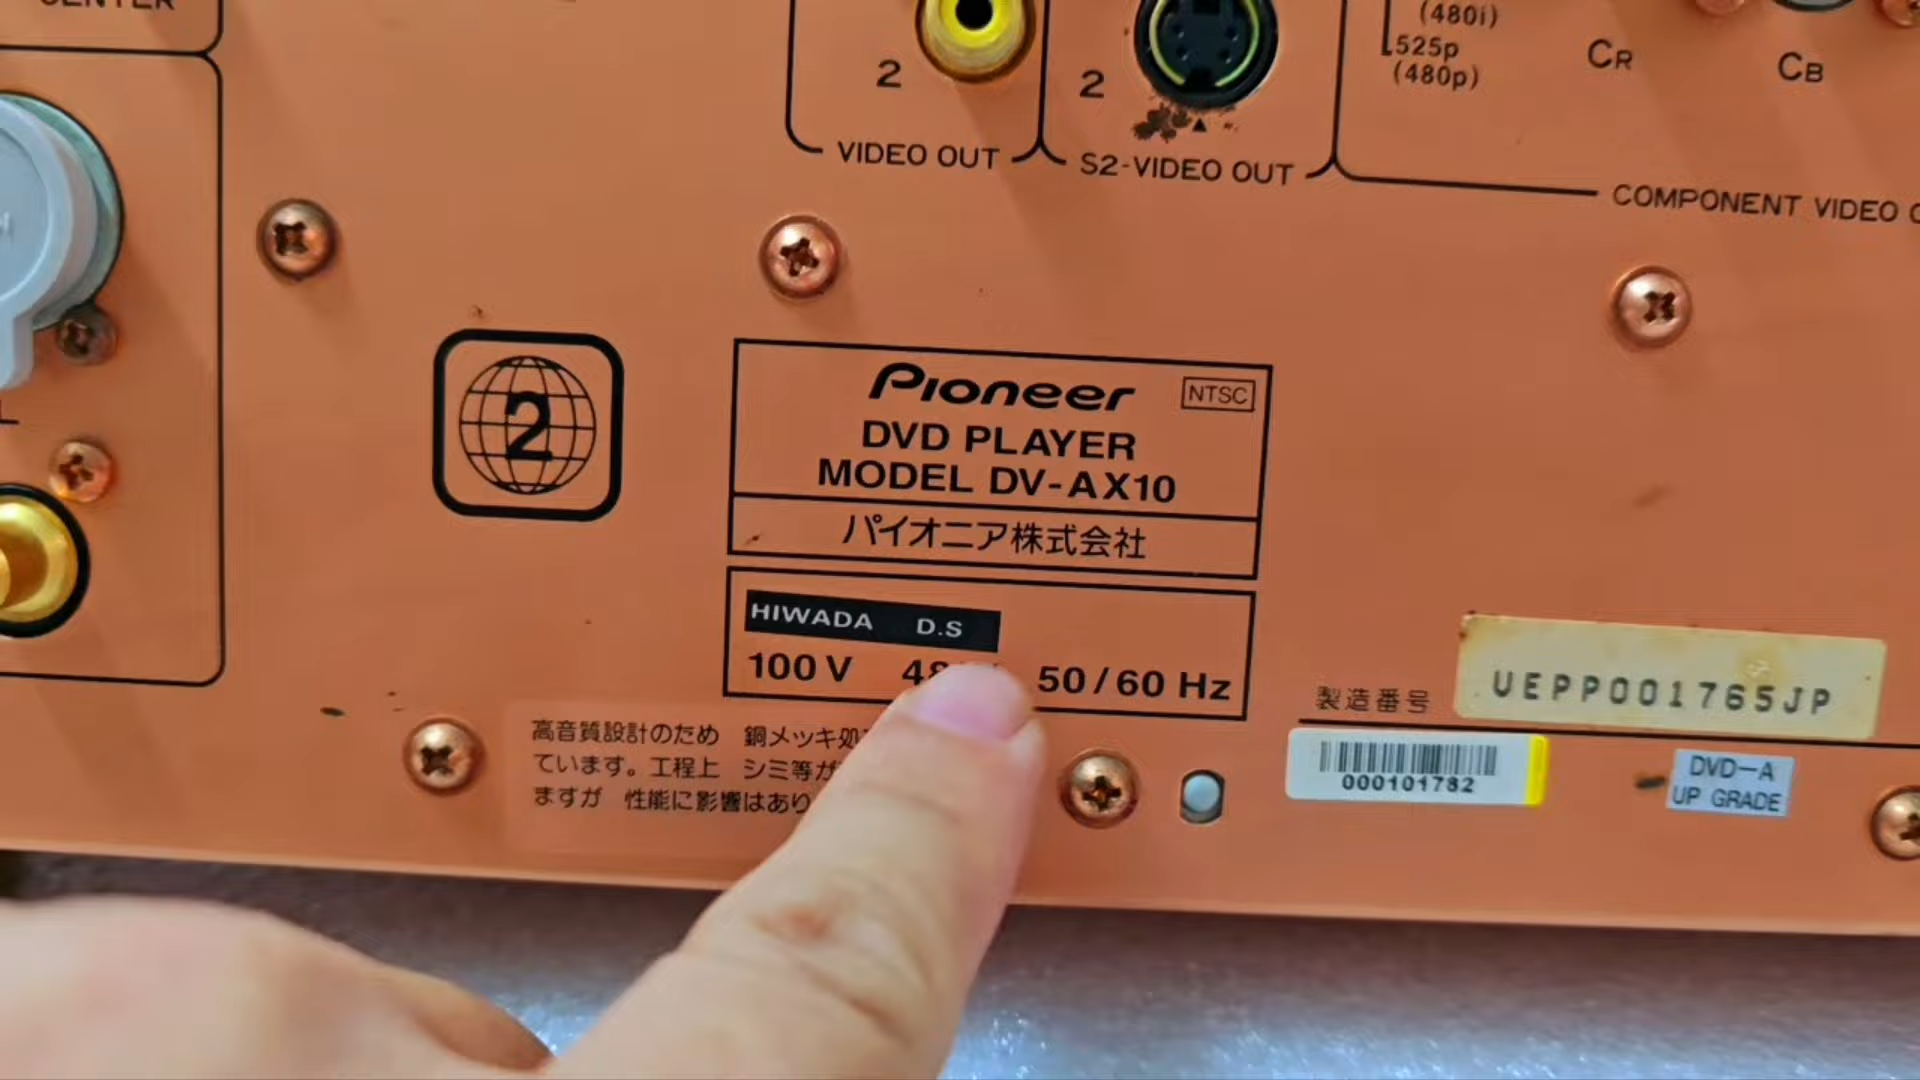 (480i)
525p
(480p)
CR
CB
2
2
VIDEO OUT
S2-VIDEO OUT
COMPONENT VIDEO
2
Pioneer
NTSC
DVD PLAYER
MODEL DV-AX10
パイオニア株式会社
HIWADA D.S
100 V 50/60 Hz
製造番号
UEPP001765JP
高音質設計のため 銅メッキ処
ています。工程上 シミ等が
ますが 性能に影響はあり
000101782
DVD-A
UP GRADE